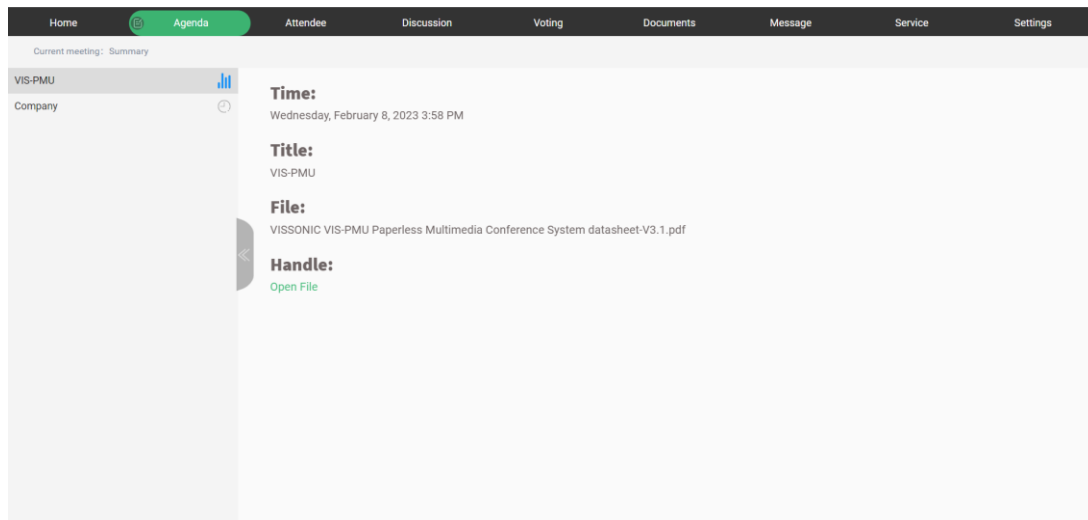 Home Agenda Attendee Discussion Voting Documents Message Service Settings
Current meeting: Summary
VIS-PMU
Company
Time:
Wednesday, February 8, 2023 3:58 PM
Title:
VIS-PMU
File:
VISSONIC VIS-PMU Paperless Multimedia Conference System datasheet-V3.1.pdf
Handle:
Open File